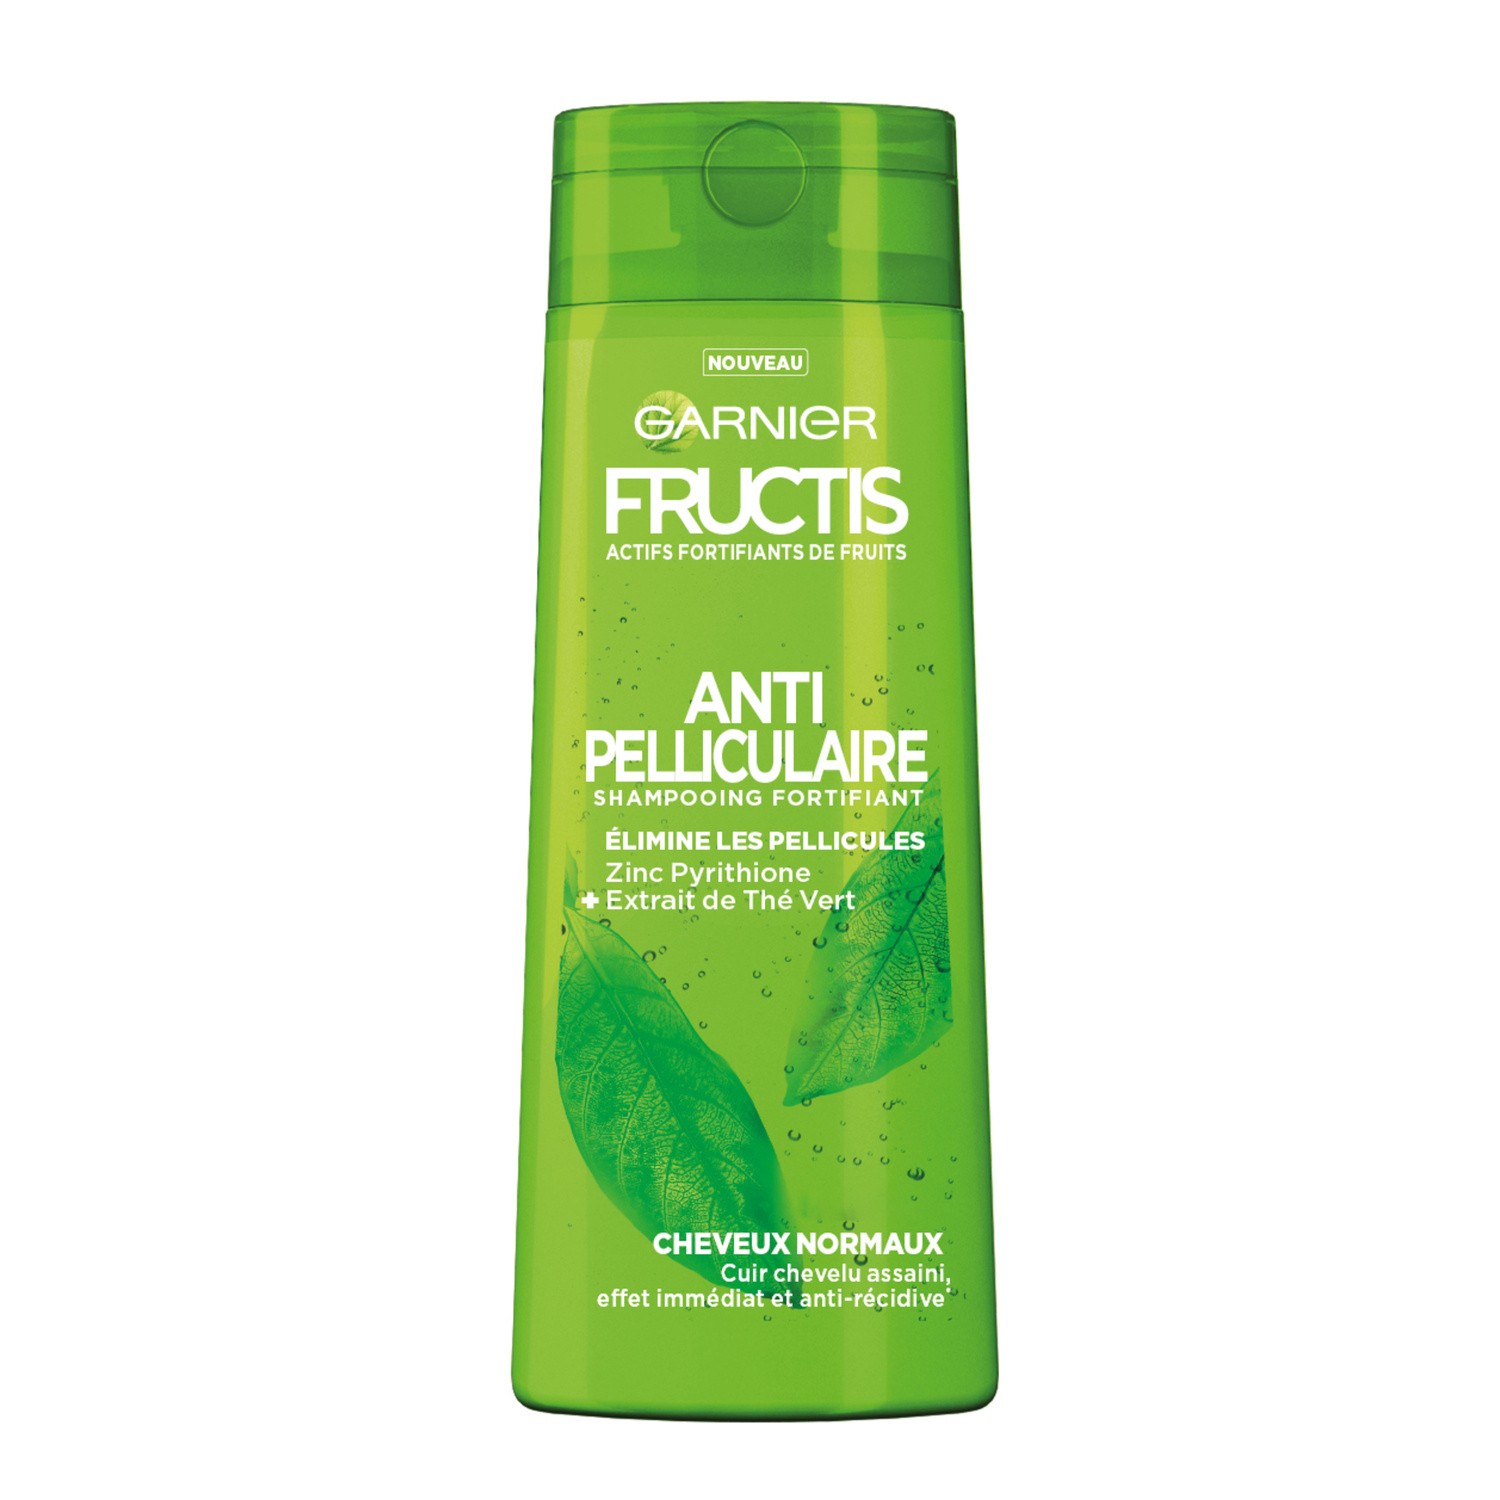 NOUVEAU
GARNIER
FRUCTIS
ACTIFS FORTIFIANTS DE FRUITS
ANTI
PELLICULAIRE
SHAMPOOING FORTIFIANT
ÉLIMINE LES PELLICULES
Zinc Pyrithione
+ Extrait de Thé Vert
CHEVEUX NORMAUX
Cuir chevelu assaini,
effet immédiat et anti-récidive*